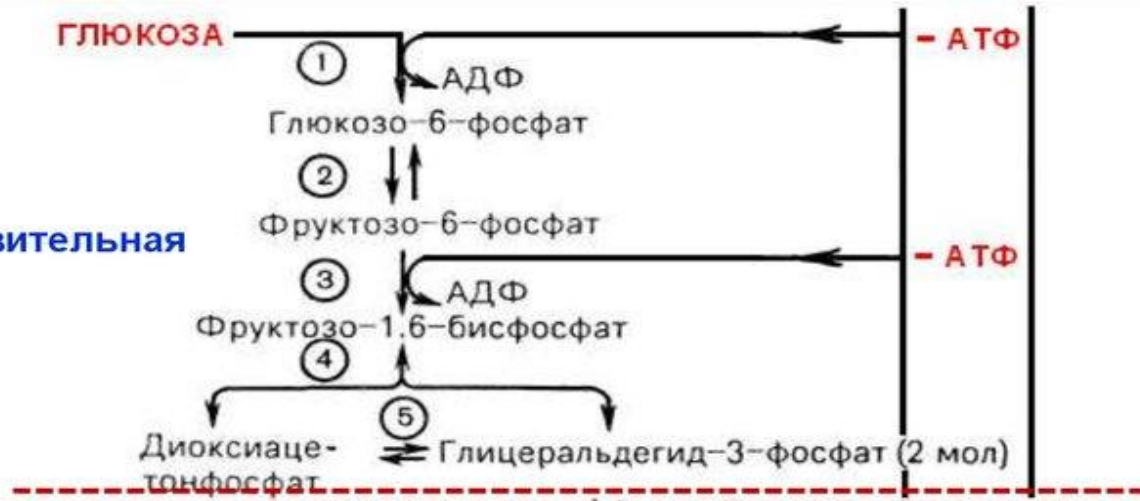 ГЛЮКОЗА
- АТФ
1
АДФ
Глюкозо-6-фосфат
2
Фруктозо-6-фосфат
вительная
- АТФ
3
АДФ
Фруктозо-1.6-бисфосфат
4
5
Диоксиаце-
тонфосфат
Глицеральдегид-3-фосфат (2 мол)